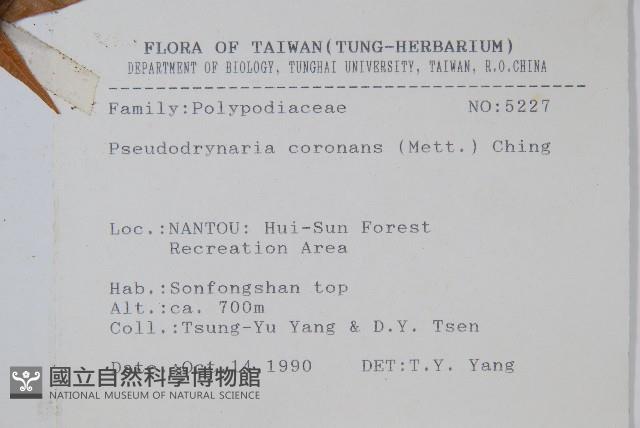 FLORA OF TAIWAN(TUNG-HERBARIUM)
DEPARTMENT OF BIOLOGY, TUNGHAI UNIVERSITY, TAIWAN, R.O.CHINA
Family:Polypodiaceae NO:5227
Pseudodrynaria coronans (Mett.) Ching
Loc.:NANTOU: Hui-Sun Forest
Recreation Area
Hab.:Sonfongshan top
Alt.:ca. 700m
Coll.:Tsung-Yu Yang & D.Y. Tsen
Date.:Oct.14.1990 DET:T.Y. Yang
國立自然科學博物館
NATIONAL MUSEUM OF NATURAL SCIENCE